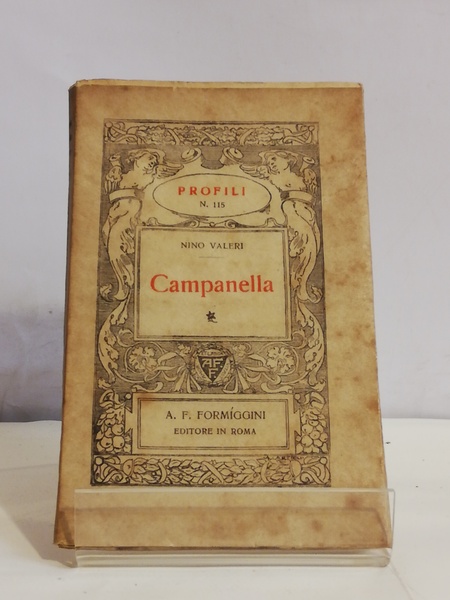 PROFILI
N. 115
NINO VALERI
Campanella
A. F. FORMÍGGINI
EDITORE IN ROMA